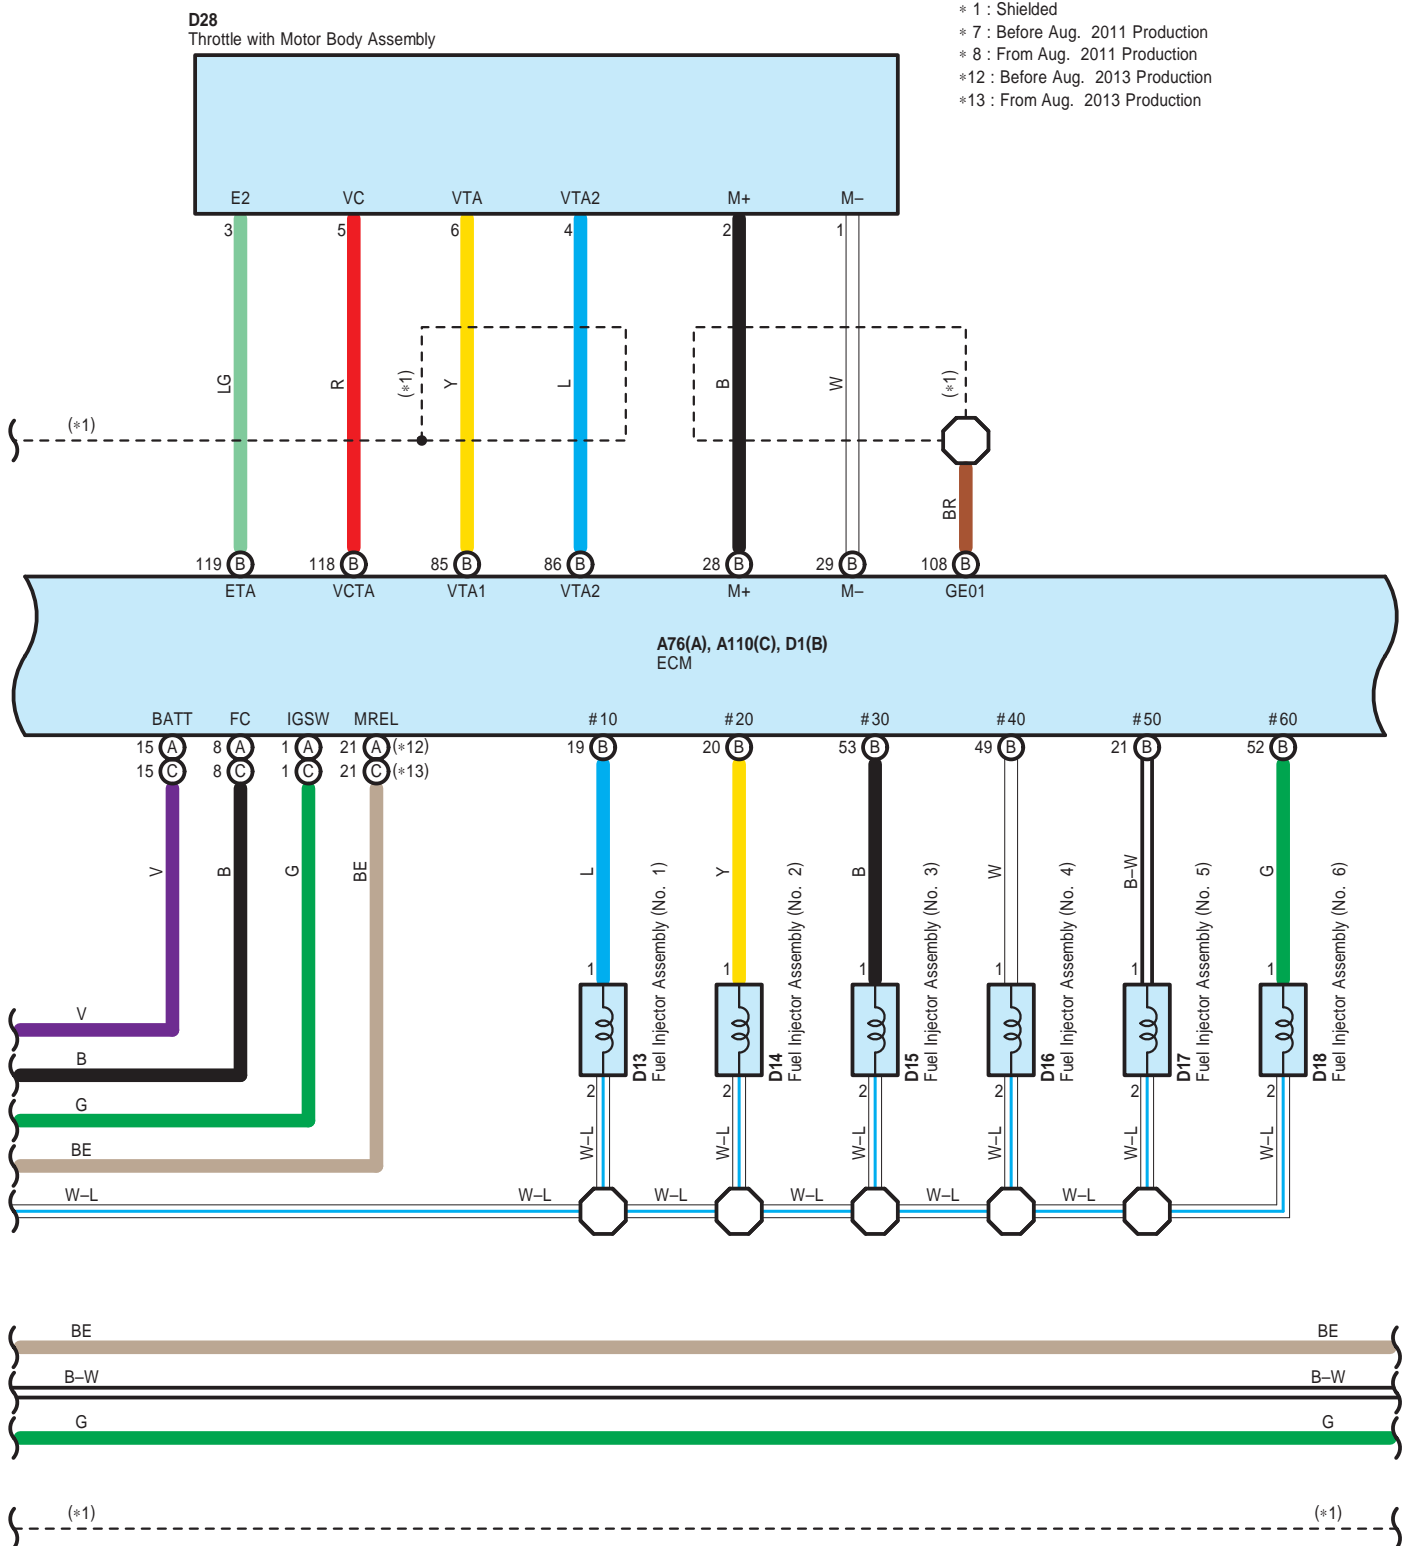 D28
Throttle with Motor Body Assembly
∗ 1 : Shielded
∗ 7 : Before Aug. 2011 Production
∗ 8 : From Aug. 2011 Production
∗12 : Before Aug. 2013 Production
∗13 : From Aug. 2013 Production
E2 VC VTA VTA2 M+ M–
3 5 6 4 2 1
LG R (∗1) Y L B W (∗1)
(∗1)
BR
119 B 118 B 85 B 86 B 28 B 29 B 108 B
ETA VCTA VTA1 VTA2 M+ M– GE01
A76(A), A110(C), D1(B)
ECM
BATT FC IGSW MREL #10 #20 #30 #40 #50 #60
15 A 8 A 1 A 21 A (∗12) 19 B 20 B 53 B 49 B 21 B 52 B
15 C 8 C 1 C 21 C (∗13)
V B G BE L Y B W B–W G
1 1 1 1 1 1
D13
Fuel Injector Assembly (No. 1)
D14
Fuel Injector Assembly (No. 2)
D15
Fuel Injector Assembly (No. 3)
D16
Fuel Injector Assembly (No. 4)
D17
Fuel Injector Assembly (No. 5)
D18
Fuel Injector Assembly (No. 6)
2 2 2 2 2 2
W–L W–L W–L W–L W–L W–L
V
B
G
BE
W–L W–L W–L W–L W–L W–L
BE BE
B–W B–W
G G
(∗1) (∗1)